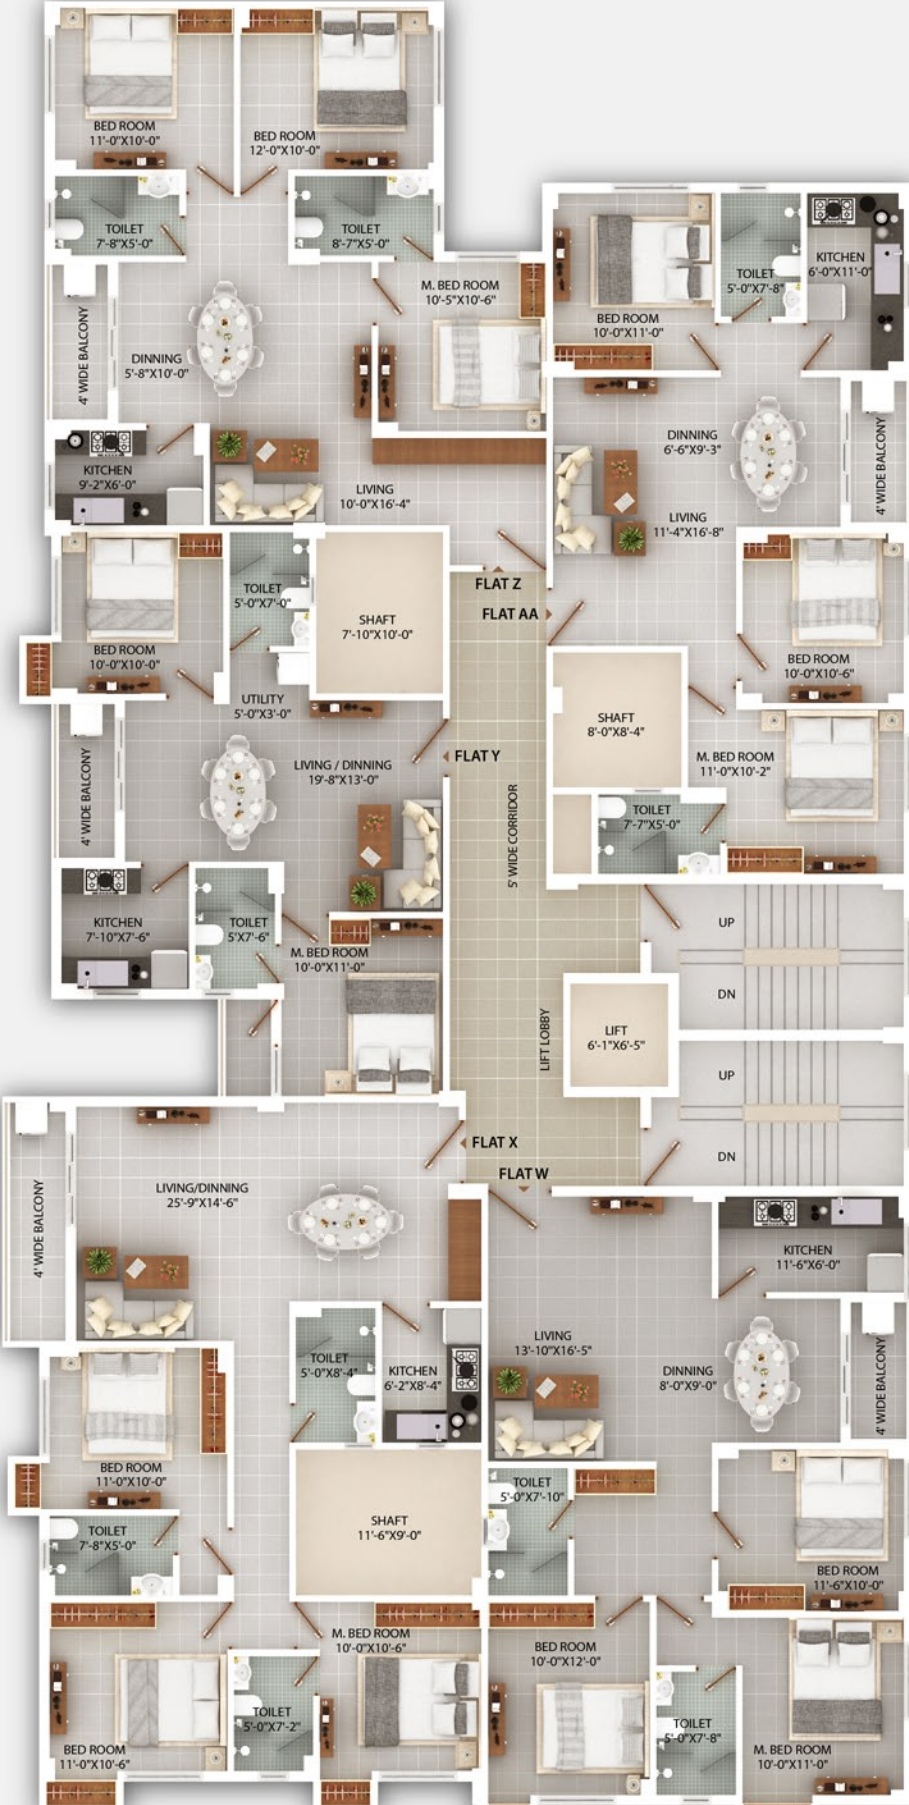 BED ROOM
11'-0"X10'-0"
BED ROOM
12'-0"X10'-0"
TOILET
7'-8"X5'-0"
TOILET
8'-7"X5'-0"
M. BED ROOM
10'-5"X10'-6"
4' WIDE BALCONY
DINNING
5'-8"X10'-0"
KITCHEN
9'-2"X6'-0"
LIVING
10'-0"X16'-4"
BED ROOM
10'-0"X11'-0"
TOILET
5'-0"X7'-8"
KITCHEN
6'-0"X11'-0"
DINNING
6'-6"X9'-3"
4' WIDE BALCONY
LIVING
11'-4"X16'-8"
FLAT Z
FLAT AA
BED ROOM
10'-0"X10'-6"
SHAFT
8'-0"X8'-4"
M. BED ROOM
11'-0"X10'-2"
TOILET
7'-7"X5'-0"
TOILET
5'-0"X7'-0"
SHAFT
7'-10"X10'-0"
BED ROOM
10'-0"X10'-0"
UTILITY
5'-0"X3'-0"
4' WIDE BALCONY
LIVING / DINNING
19'-8"X13'-0"
FLAT Y
5' WIDE CORRIDOR
KITCHEN
7'-10"X7'-6"
TOILET
5'X7'-6"
M. BED ROOM
10'-0"X11'-0"
UP
DN
LIFT LOBBY
LIFT
6'-1"X6'-5"
UP
DN
FLAT X
FLAT W
LIVING/DINNING
25'-9"X14'-6"
4' WIDE BALCONY
TOILET
5'-0"X8'-4"
KITCHEN
6'-2"X8'-4"
BED ROOM
11'-0"X10'-0"
SHAFT
11'-6"X9'-0"
TOILET
7'-8"X5'-0"
M. BED ROOM
10'-0"X10'-6"
TOILET
5'-0"X7'-2"
BED ROOM
11'-0"X10'-6"
KITCHEN
11'-6"X6'-0"
LIVING
13'-10"X16'-5"
DINNING
8'-0"X9'-0"
4' WIDE BALCONY
TOILET
5'-0"X7'-10"
BED ROOM
11'-6"X10'-0"
BED ROOM
10'-0"X12'-0"
TOILET
5'-0"X7'-8"
M. BED ROOM
10'-0"X11'-0"